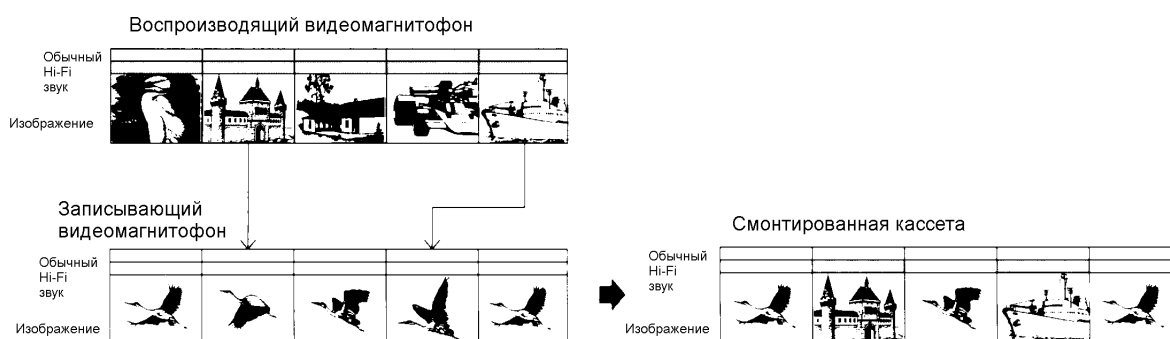 Воспроизводящий видеомагнитофон
Обычный
Hi-Fi
звук
Изображение
Записывающий
видеомагнитофон
Обычный
Hi-Fi
звук
Изображение
Смонтированная кассета
Обычный
Hi-Fi
звук
Изображение